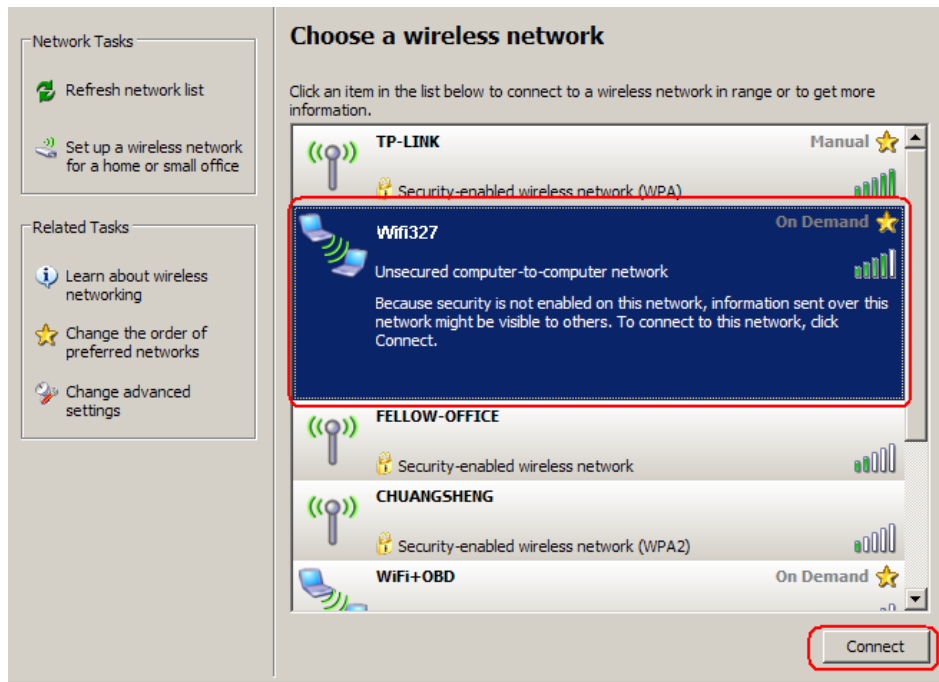 Network Tasks
Refresh network list
Set up a wireless network
for a home or small office
Related Tasks
Learn about wireless
networking
Change the order of
preferred networks
Change advanced
settings
Choose a wireless network
Click an item in the list below to connect to a wireless network in range or to get more
information.
TP-LINK Manual
Security-enabled wireless network (WPA)
Wifi327 On Demand
Unsecured computer-to-computer network
Because security is not enabled on this network, information sent over this
network might be visible to others. To connect to this network, click
Connect.
FELLOW-OFFICE
Security-enabled wireless network
CHUANGSHENG
Security-enabled wireless network (WPA2)
WiFi+OBD On Demand
Connect